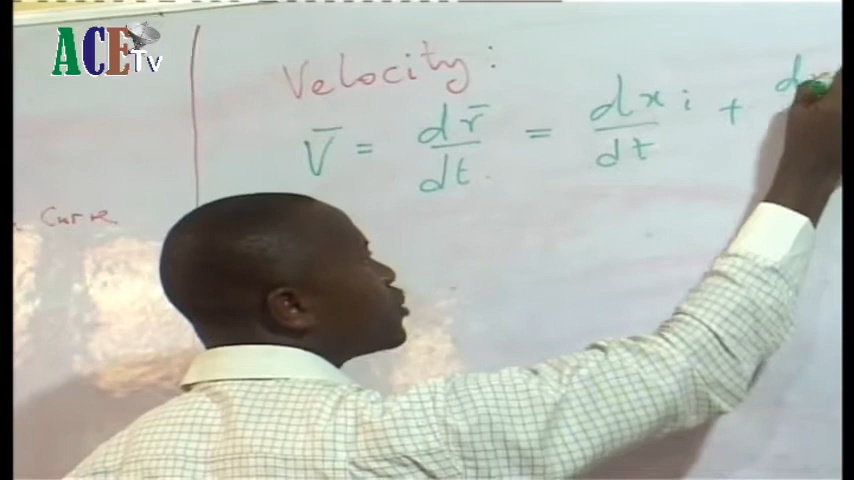 ACE TV
Velocity:
V̄ = dr̄/dt = dx/dt i + d
Curve